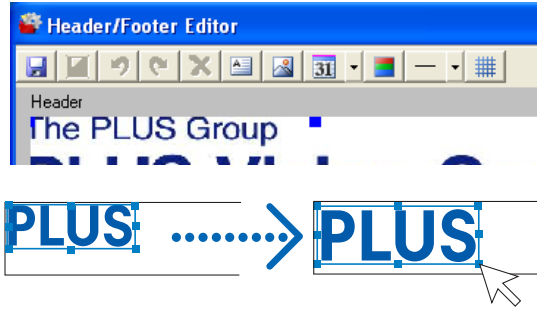 Header/Footer Editor
A
31
Header
The PLUS Group
PLUS
PLUS